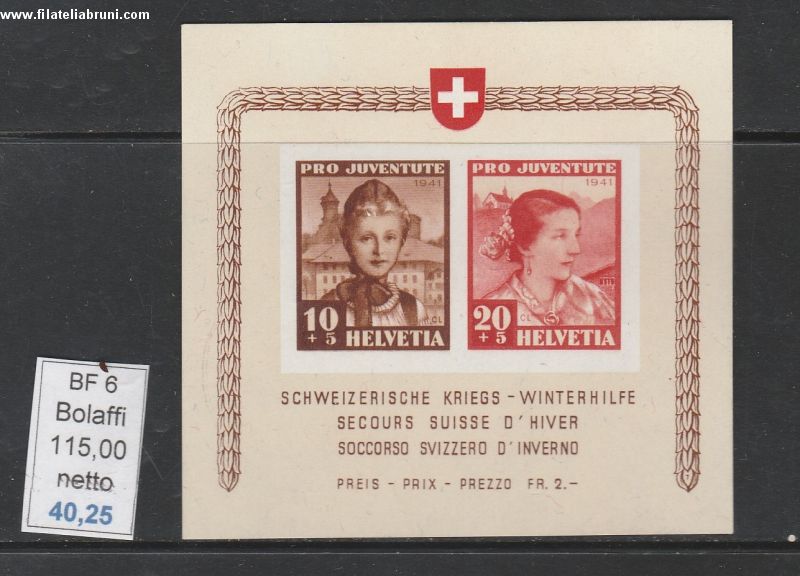 www.filateliabruni.com
PRO JUVENTUTE
1941
10
+5
HELVETIA
PRO JUVENTUTE
1941
20
+5
CL
HELVETIA
SCHWEIZERISCHE KRIEGS - WINTERHILFE
SECOURS SUISSE D'HIVER
SOCCORSO SVIZZERO D'INVERNO
PREIS - PRIX - PREZZO FR. 2.-
BF 6
Bolaffi
115,00
netto
40,25